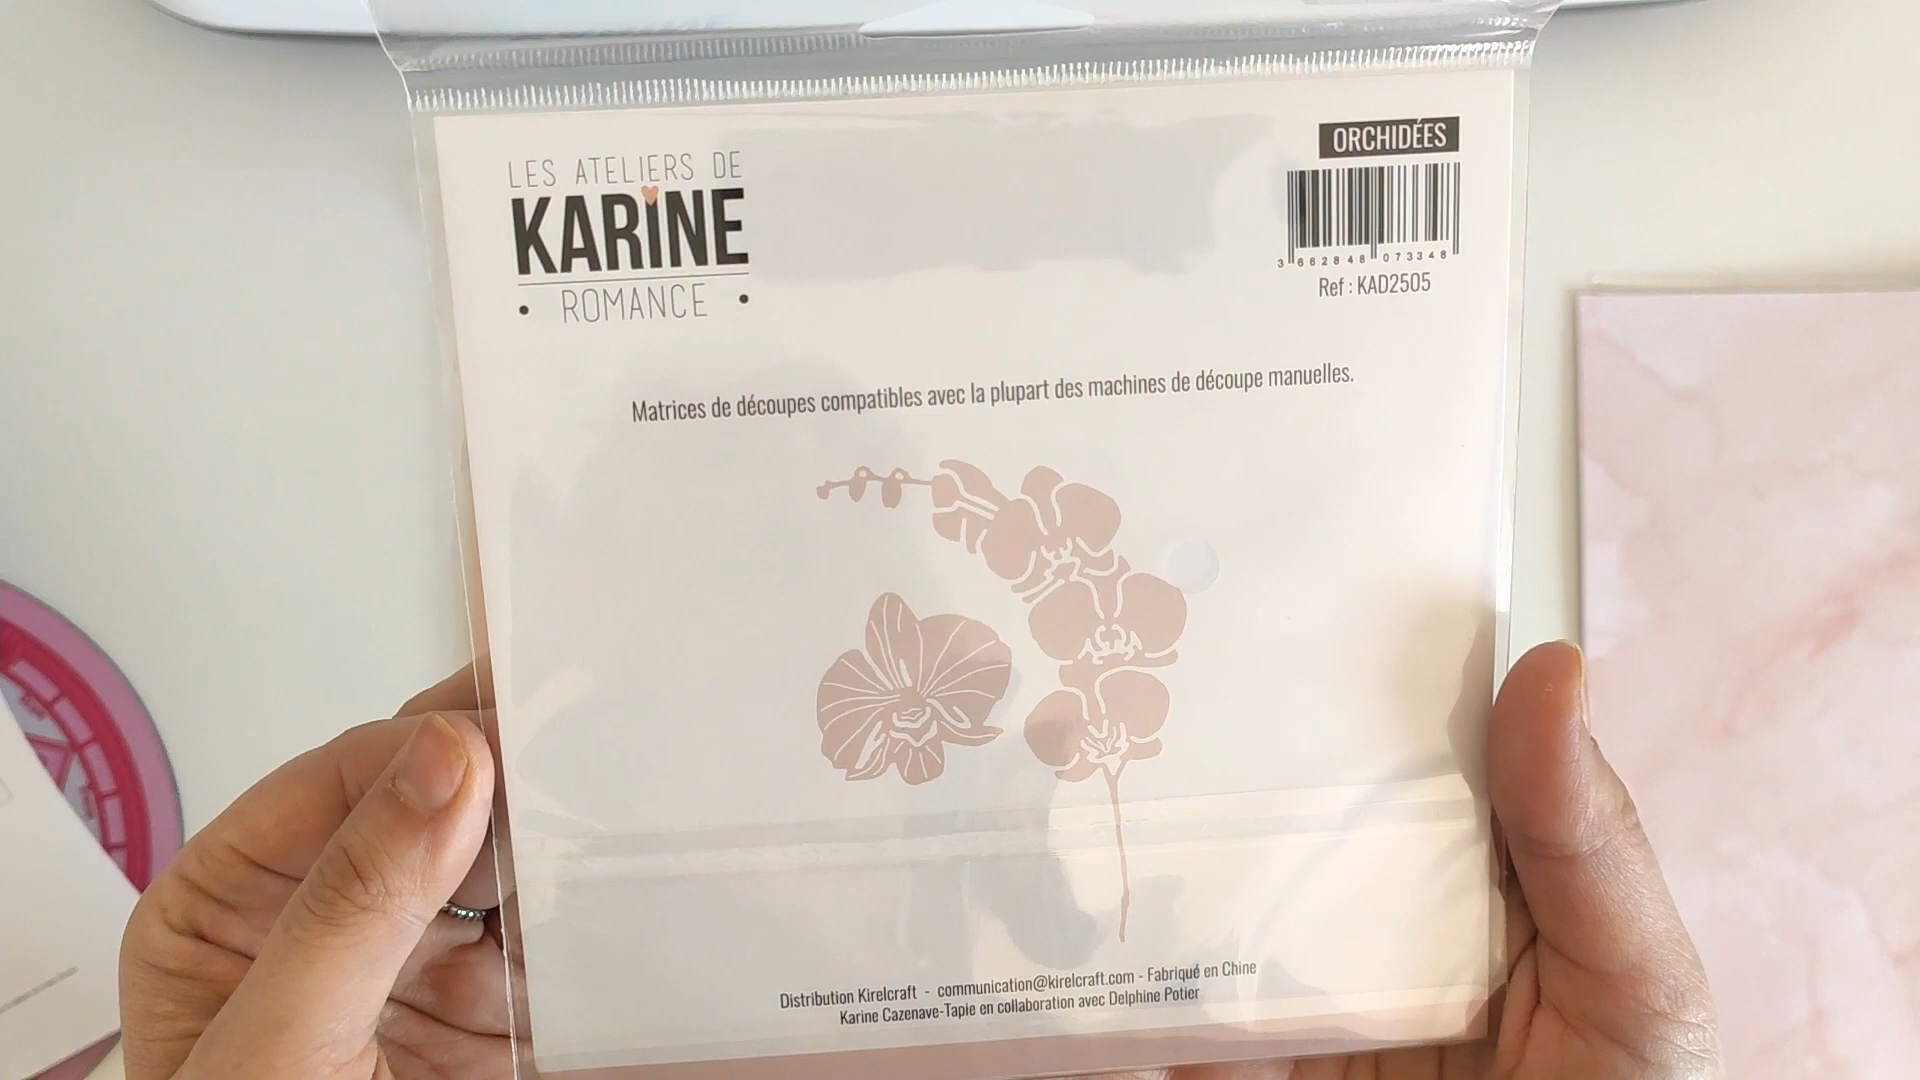 LES ATELIERS DE
KARINE
• ROMANCE •
ORCHIDÉES
3 662848 073348
Ref : KAD2505
Matrices de découpes compatibles avec la plupart des machines de découpe manuelles.
Distribution Kirelcraft - communication@kirelcraft.com - Fabriqué en Chine
Karine Cazenave-Tapie en collaboration avec Delphine Potier